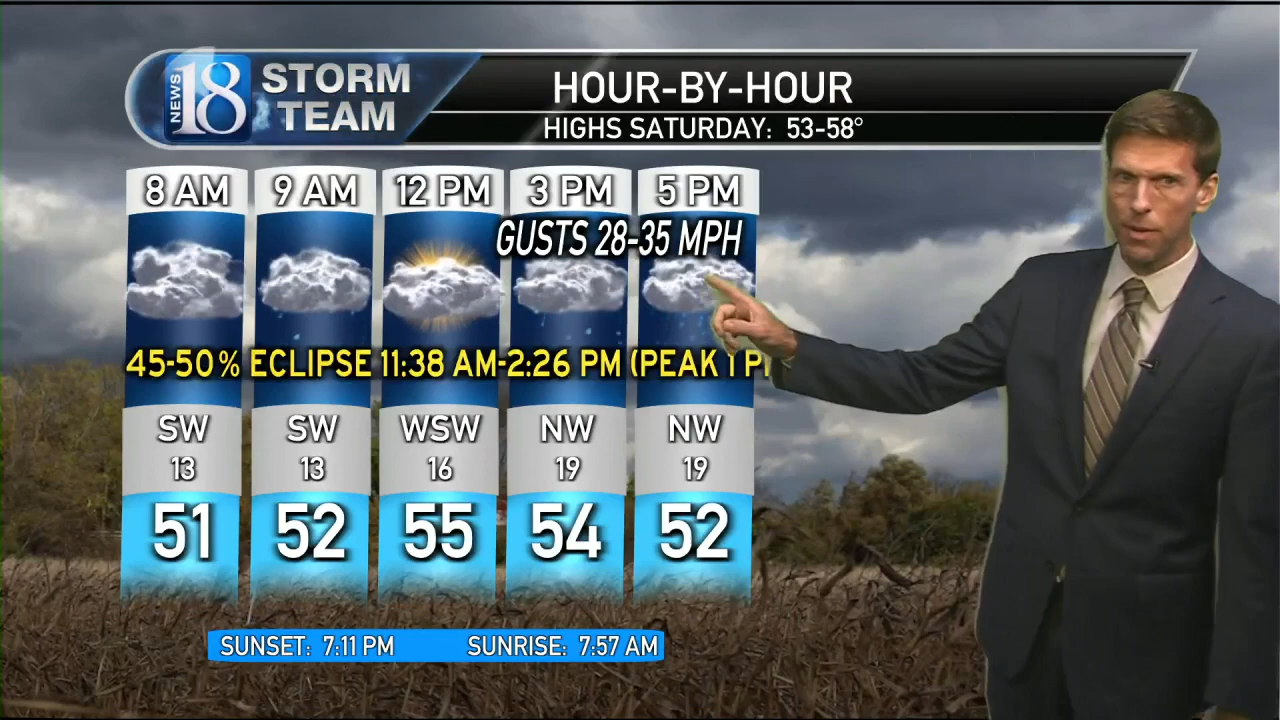 NEWS 18 STORM TEAM
HOUR-BY-HOUR
HIGHS SATURDAY: 53-58°
8 AM 9 AM 12 PM 3 PM 5 PM
GUSTS 28-35 MPH
45-50% ECLIPSE 11:38 AM-2:26 PM (PEAK 1 P
SW SW WSW NW NW
13 13 16 19 19
51 52 55 54 52
SUNSET: 7:11 PM SUNRISE: 7:57 AM